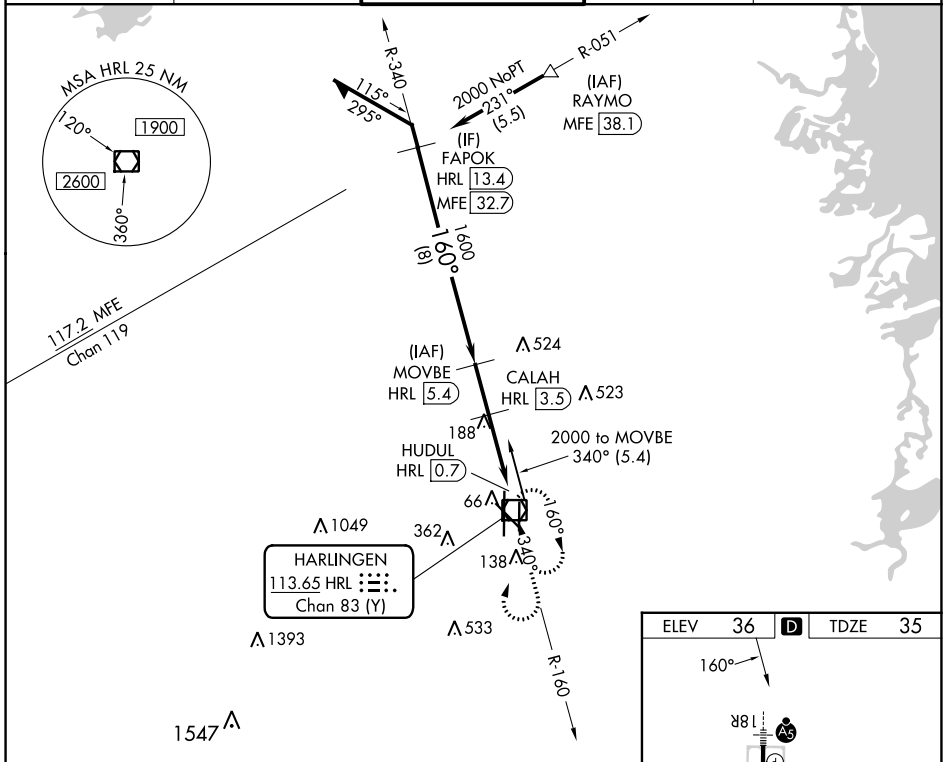 MSA HRL 25 NM
120°
1900
2600
360°
R-340
115°
295°
R-051
2000 NoPT
231°
(5.5)
(IAF)
RAYMO
MFE 38.1
(IF)
FAPOK
HRL 13.4
MFE 32.7
1600
160°
(8)
117.2 MFE
Chan 119
(IAF)
MOVBE
HRL 5.4
524
CALAH
HRL 3.5
523
188
2000 to MOVBE
340° (5.4)
HUDUL
HRL 0.7
66
160°
1049
362
340°
138
HARLINGEN
113.65 HRL
Chan 83 (Y)
1393
533
R-160
1547
ELEV 36 D TDZE 35
160°
18R
A5